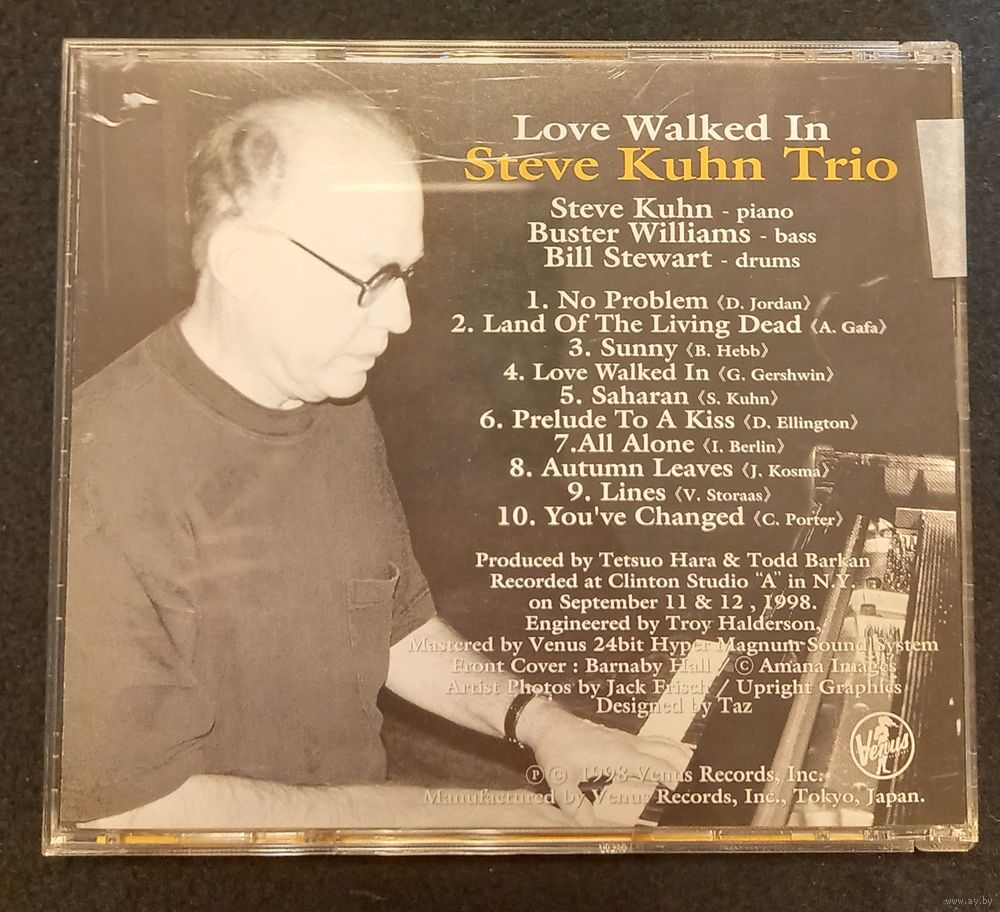 Love Walked In
Steve Kuhn Trio
Steve Kuhn - piano
Buster Williams - bass
Bill Stewart - drums
1. No Problem 《D. Jordan》
2. Land Of The Living Dead 《A. Gafa》
3. Sunny 《B. Hebb》
4. Love Walked In 《G. Gershwin》
5. Saharan 《S. Kuhn》
6. Prelude To A Kiss 《D. Ellington》
7.All Alone 《I. Berlin》
8. Autumn Leaves 《J. Kosma》
9. Lines 《V. Storaas》
10. You've Changed 《C. Porter》
Produced by Tetsuo Hara & Todd Barkan
Recorded at Clinton Studio "A" in N.Y.
on September 11 & 12 , 1998.
Engineered by Troy Halderson,
Mastered by Venus 24bit Hyper Magnum Sound System
Front Cover : Barnaby Hall / © Amana Images
Artist Photos by Jack Frisch / Upright Graphics
Designed by Taz
Venus
℗ © 1998 Venus Records, Inc.
Manufactured by Venus Records, Inc., Tokyo, Japan.
www.ay.by